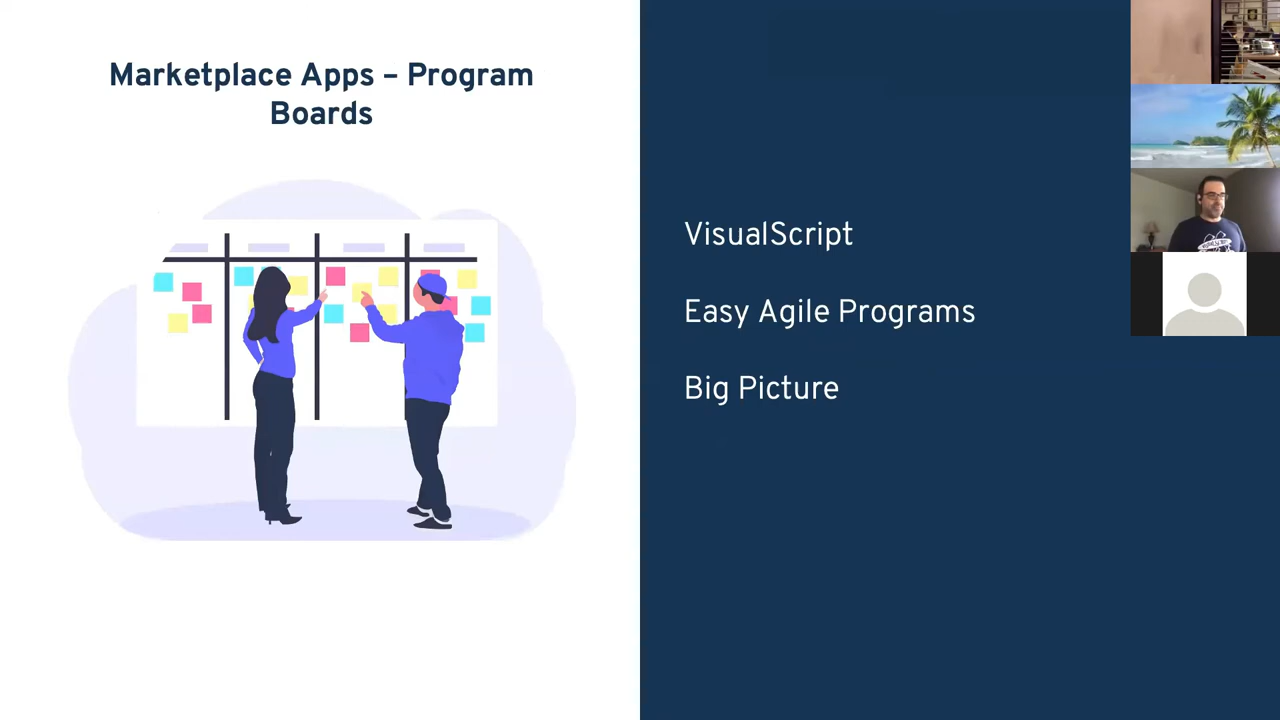 Marketplace Apps – Program
Boards
VisualScript
Easy Agile Programs
Big Picture